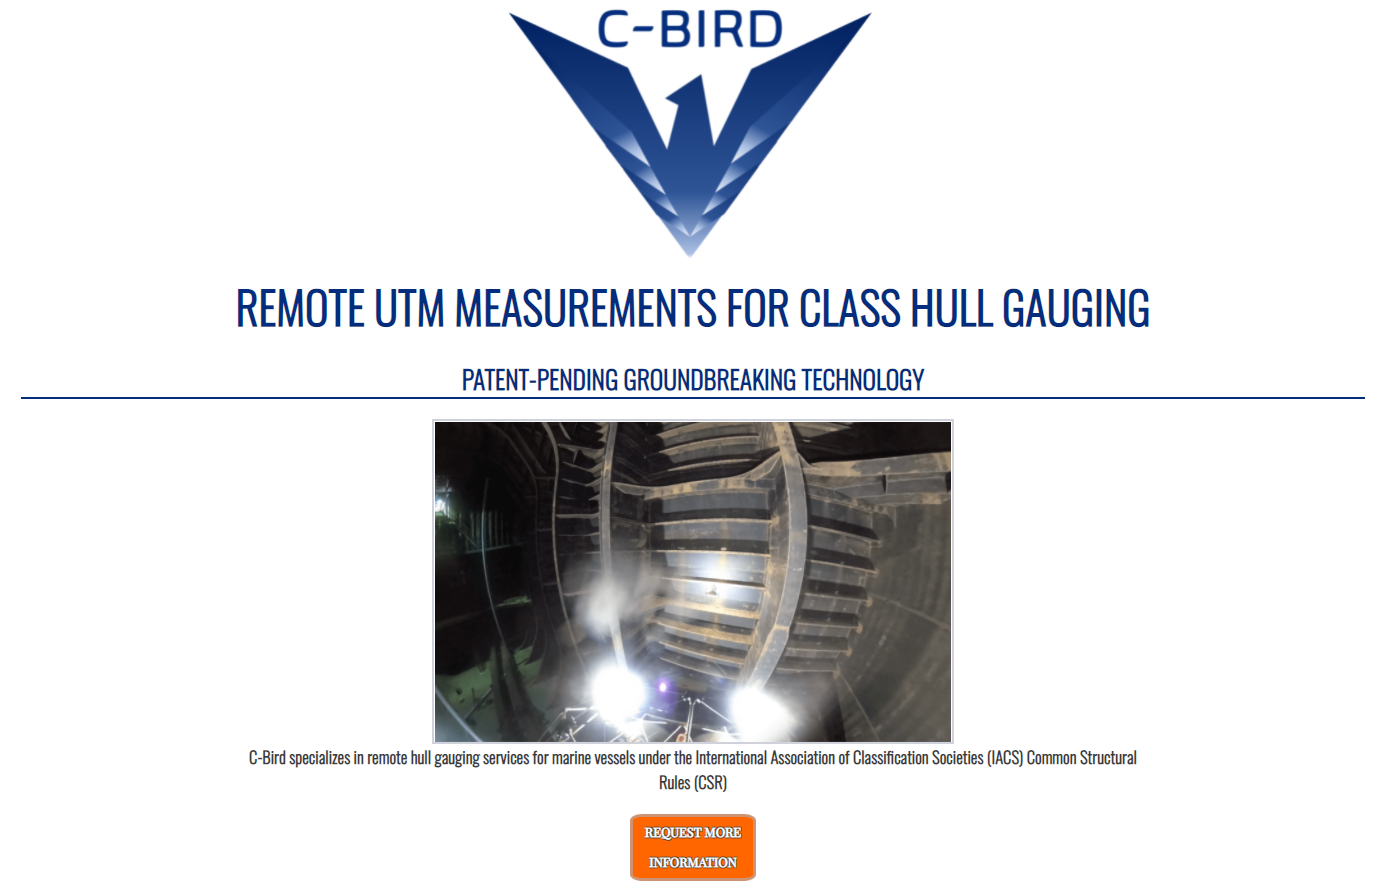 C-BIRD
REMOTE UTM MEASUREMENTS FOR CLASS HULL GAUGING
PATENT-PENDING GROUNDBREAKING TECHNOLOGY
C-Bird specializes in remote hull gauging services for marine vessels under the International Association of Classification Societies (IACS) Common Structural
Rules (CSR)
REQUEST MORE
INFORMATION